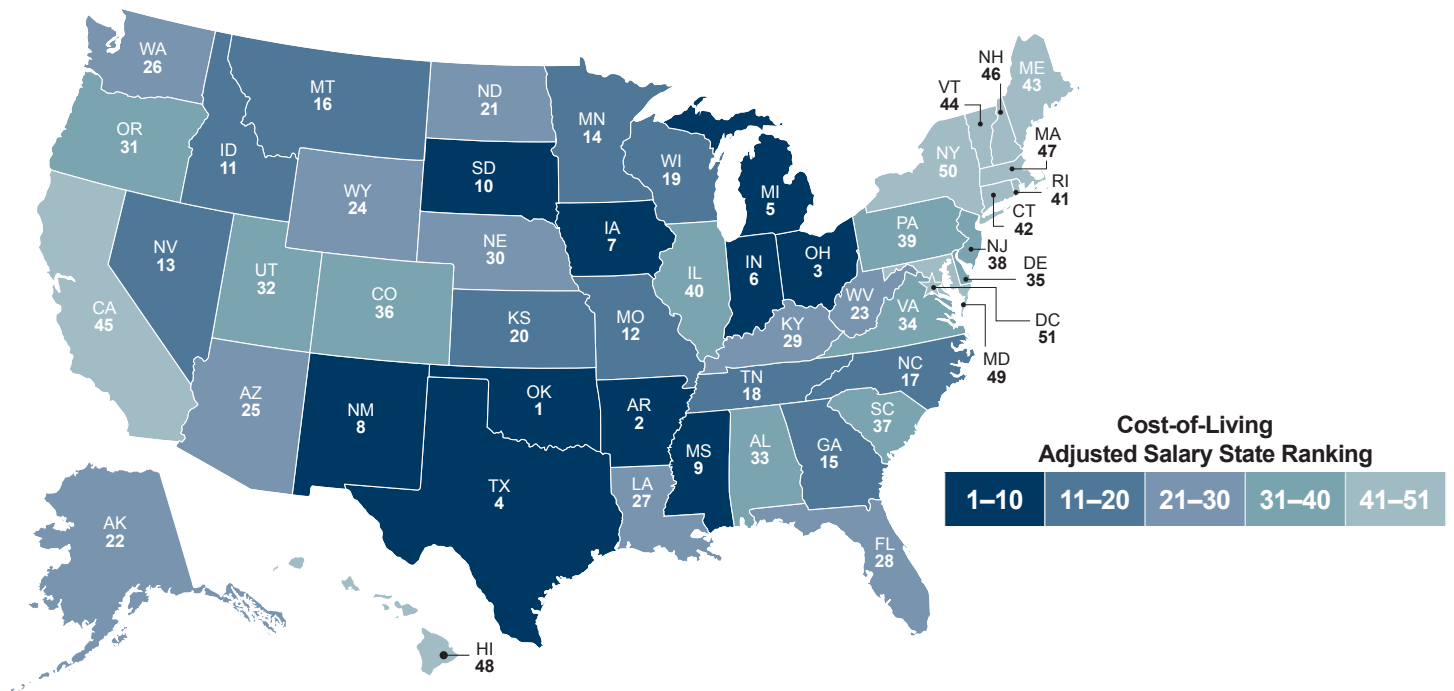 WA
26
OR
31
CA
45
ID
11
NV
13
MT
16
WY
24
UT
32
AZ
25
CO
36
NM
8
ND
21
SD
10
NE
30
KS
20
OK
1
TX
4
MN
14
IA
7
MO
12
AR
2
LA
27
WI
19
IL
40
MS
9
MI
5
IN
6
OH
3
KY
29
TN
18
AL
33
GA
15
FL
28
SC
37
NC
17
WV
23
VA
34
PA
39
NY
50
VT
44
NH
46
ME
43
MA
47
RI
41
CT
42
NJ
38
DE
35
DC
51
MD
49
AK
22
HI
48
Cost-of-Living
Adjusted Salary State Ranking
1–10 11–20 21–30 31–40 41–51